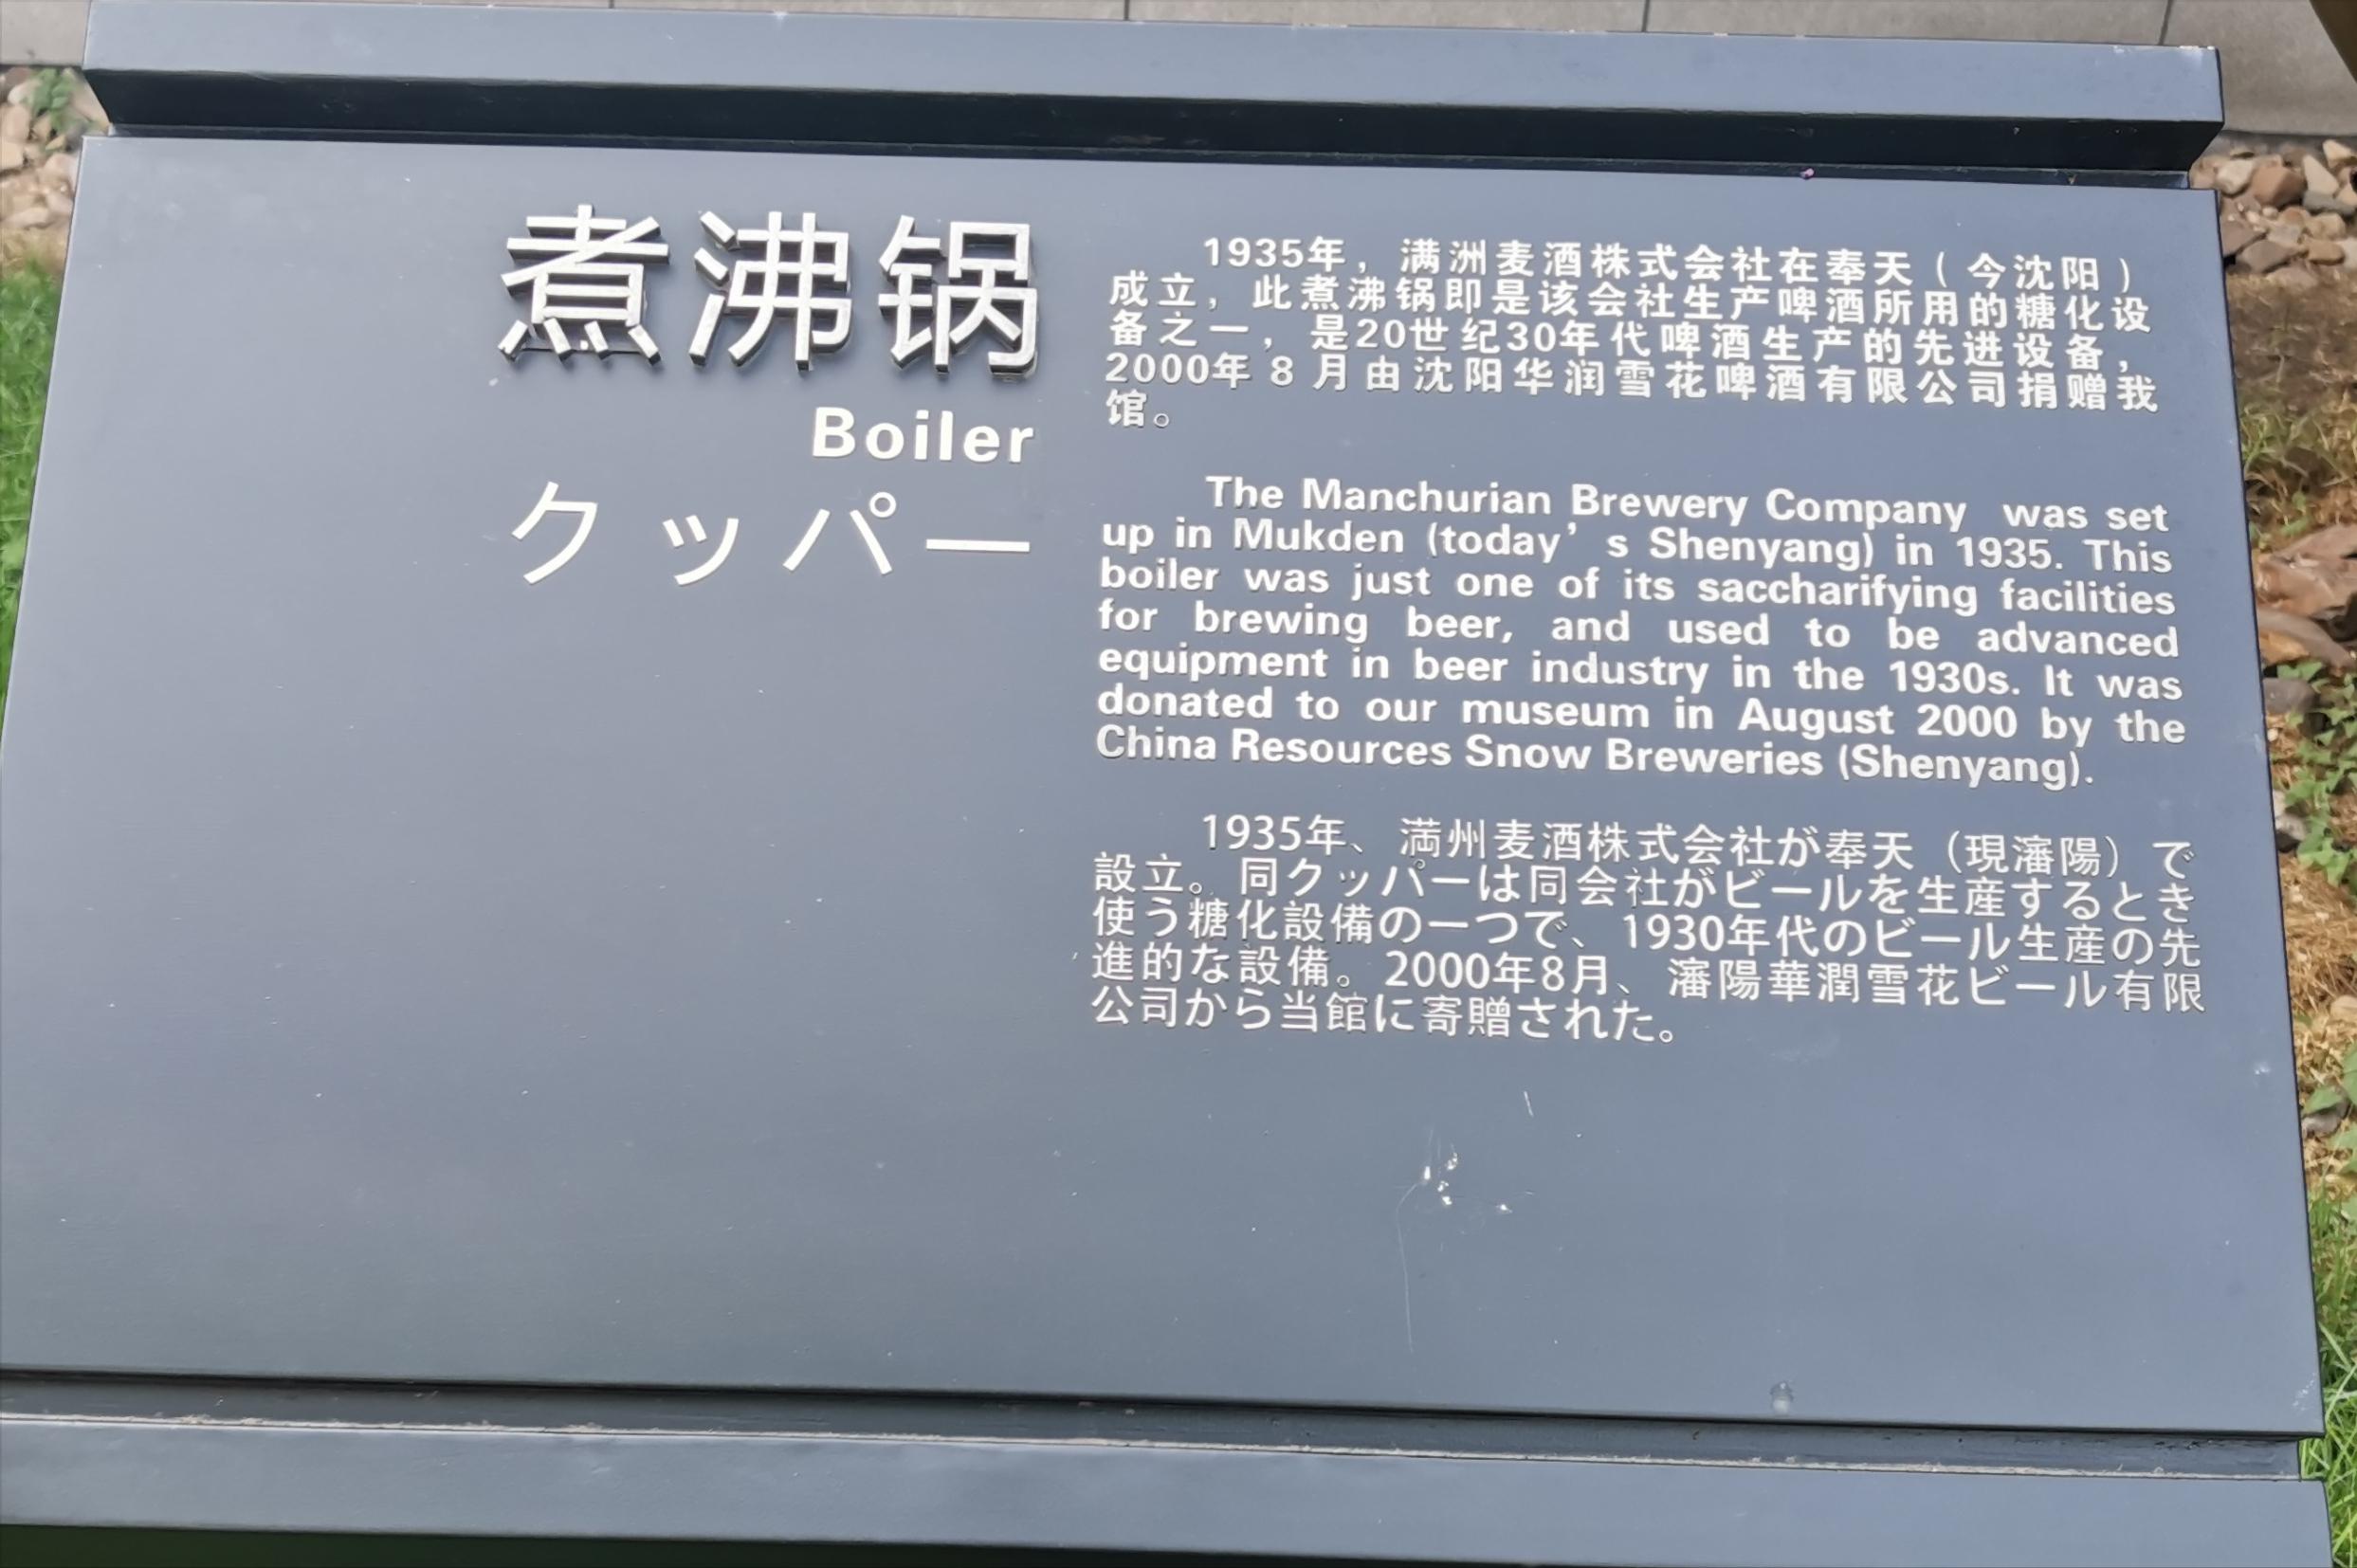 煮沸锅
Boiler
クッパー
1935年，满洲麦酒株式会社在奉天（今沈阳）
成立，此煮沸锅即是该会社生产啤酒所用的糖化设
备之一，是20世纪30年代啤酒生产的先进设备，
2000年 8 月由沈阳华润雪花啤酒有限公司捐赠我
馆。
The Manchurian Brewery Company was set
up in Mukden (today’ s Shenyang) in 1935. This
boiler was just one of its saccharifying facilities
for brewing beer, and used to be advanced
equipment in beer industry in the 1930s. It was
donated to our museum in August 2000 by the
China Resources Snow Breweries (Shenyang).
1935年、満州麦酒株式会社が奉天（現瀋陽）で
設立。同クッパーは同会社がビールを生産するとき
使う糖化設備の一つで、1930年代のビール生産の先
進的な設備。2000年8月、瀋陽華潤雪花ビール有限
公司から当館に寄贈された。